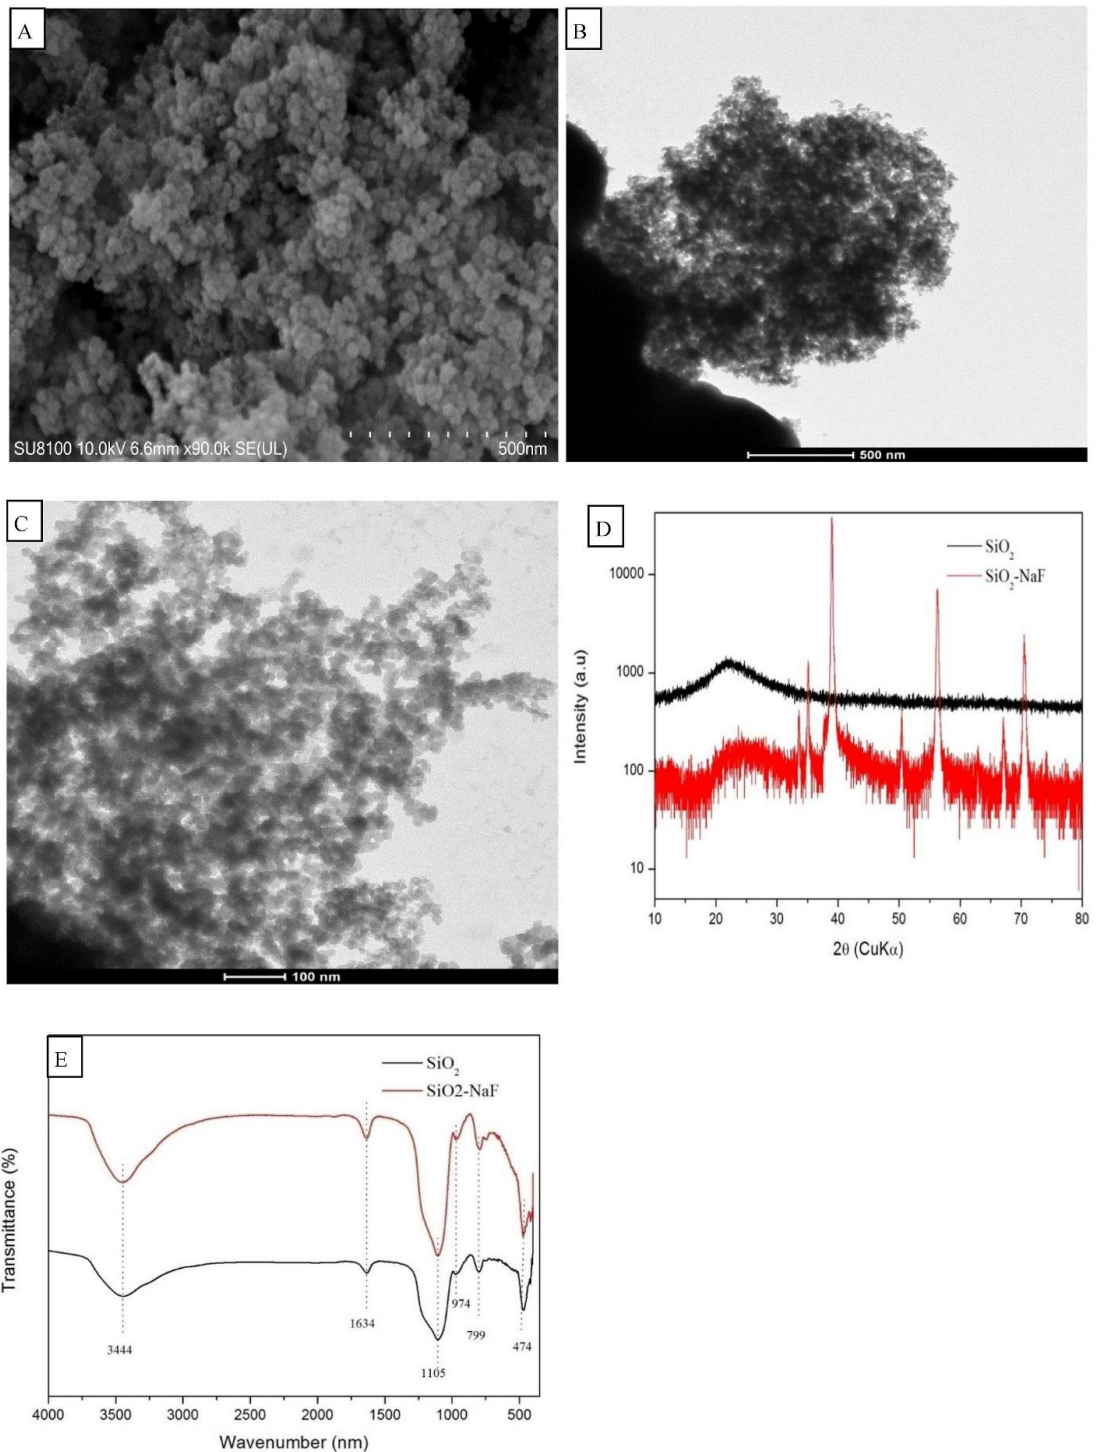 A
SU8100 10.0kV 6.6mm x90.0k SE(UL)
500nm
B
500 nm
C
100 nm
D
SiO2
SiO2-NaF
10000
1000
100
10
Intensity (a.u)
10 20 30 40 50 60 70 80
2θ (CuKα)
E
SiO2
SiO2-NaF
Transmittance (%)
3444
1634
1105
974
799
474
4000 3500 3000 2500 2000 1500 1000 500
Wavenumber (nm)